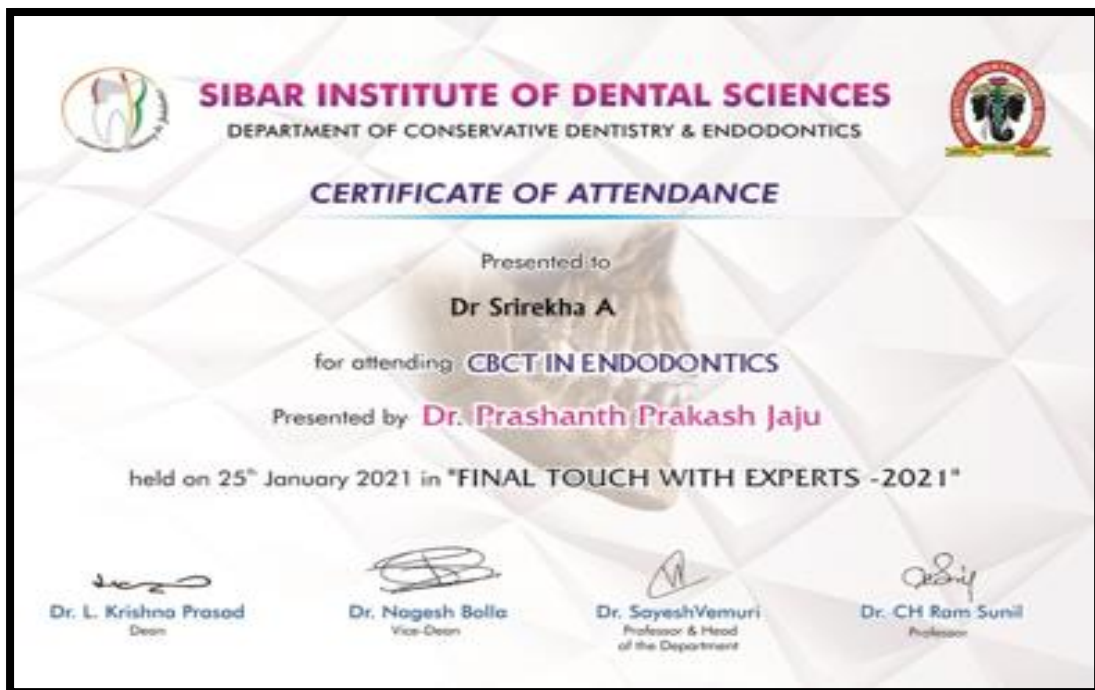 SIBAR INSTITUTE OF DENTAL SCIENCES
DEPARTMENT OF CONSERVATIVE DENTISTRY & ENDODONTICS
CERTIFICATE OF ATTENDANCE
Presented to
Dr Srirekha A
for attending CBCT IN ENDODONTICS
Presented by Dr. Prashanth Prakash Jaju
held on 25th January 2021 in "FINAL TOUCH WITH EXPERTS -2021"
Dr. L. Krishna Prasad
Dean
Dr. Nagesh Bolla
Vice-Dean
Dr. SayeshVemuri
Professor & Head
of the Department
Dr. CH Ram Sunil
Professor